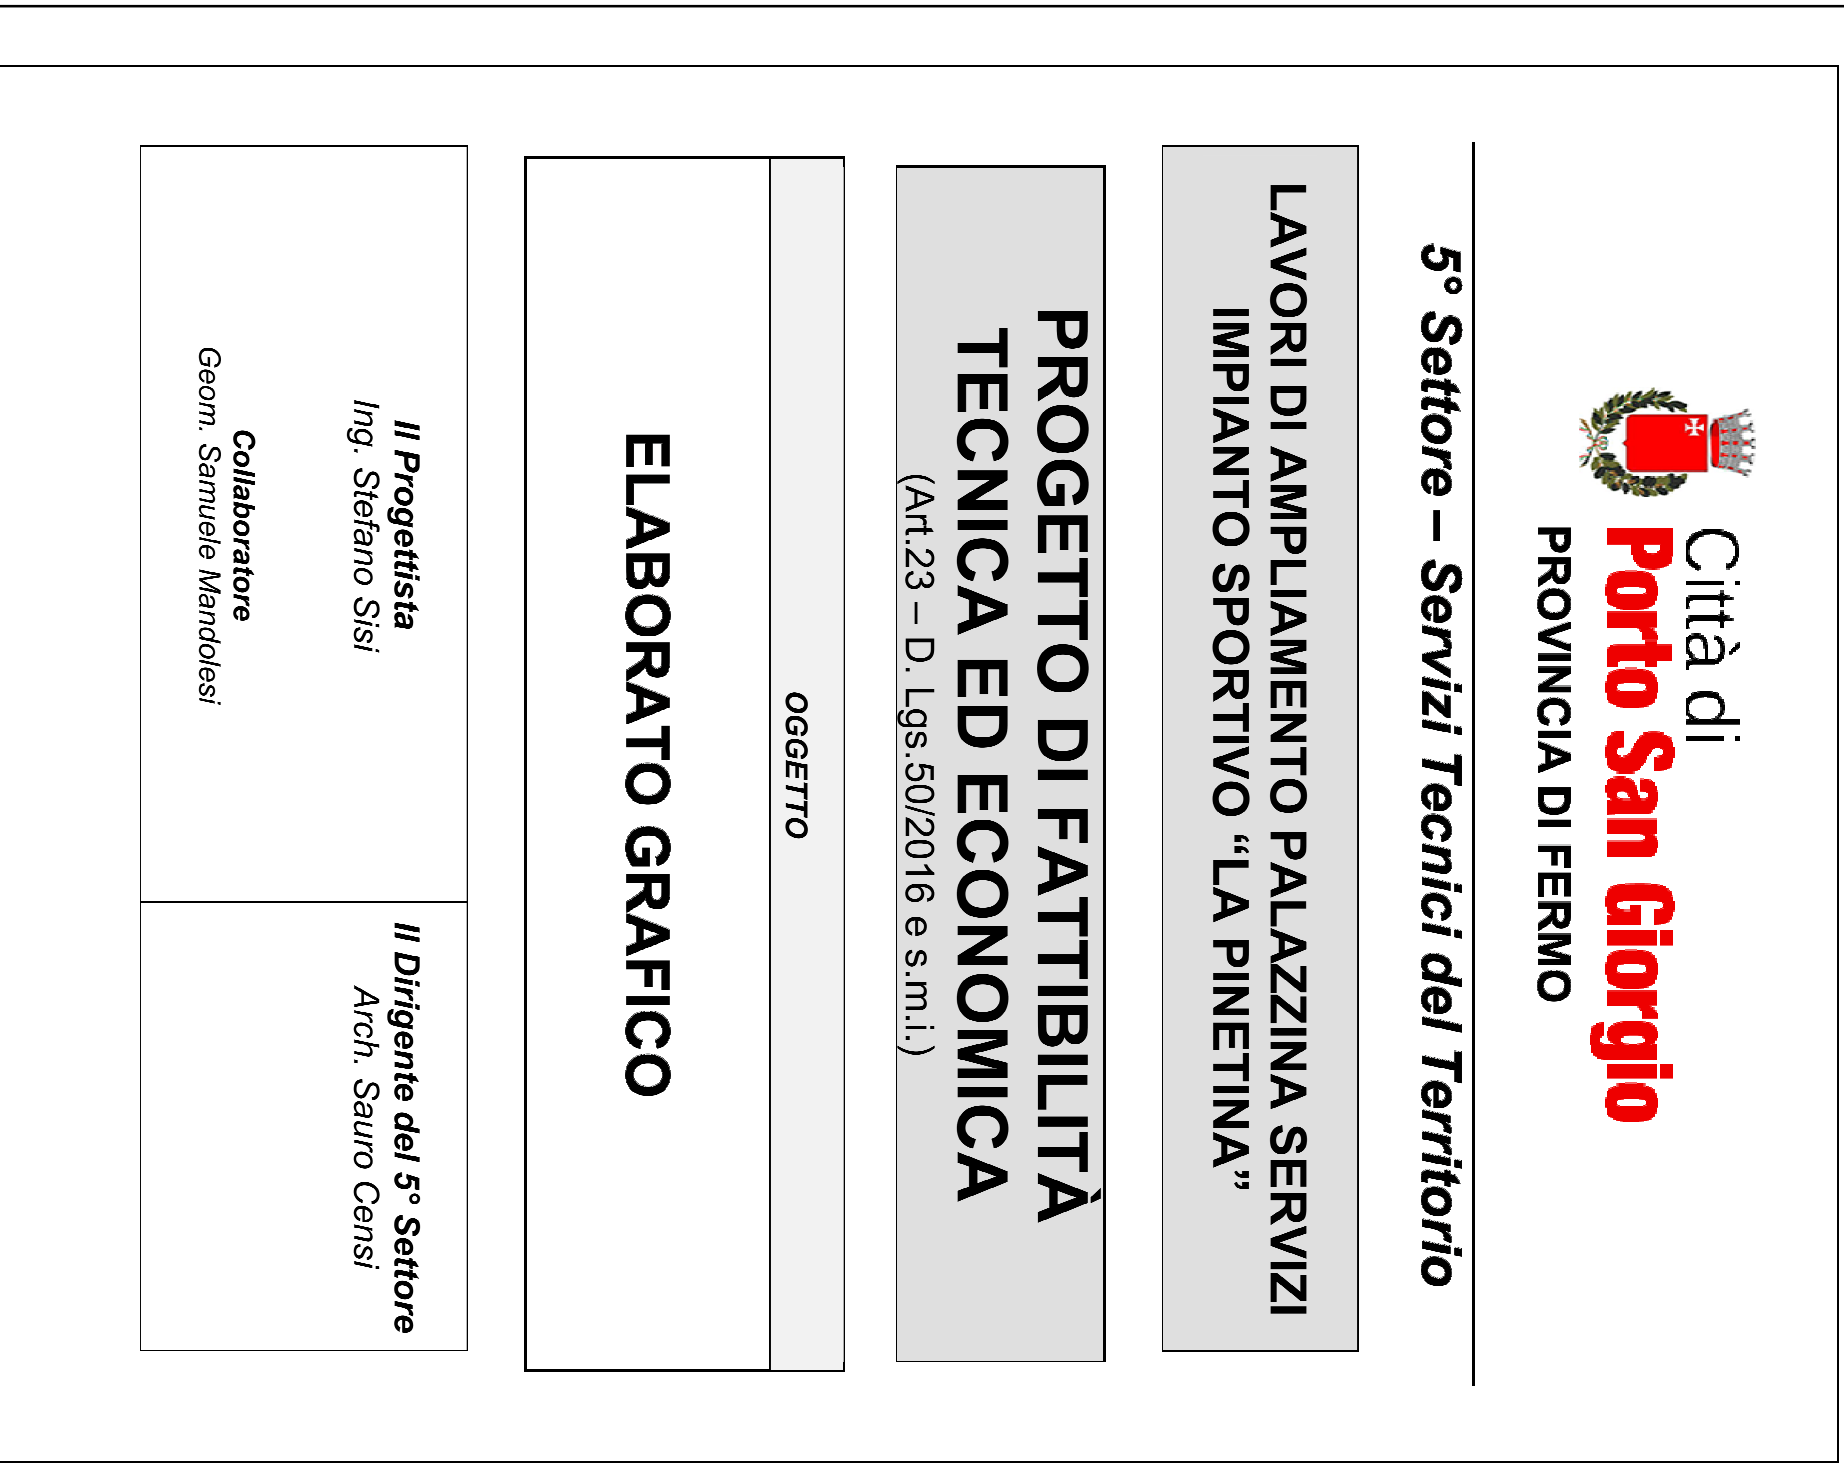 Città di
Porto San Giorgio
PROVINCIA DI FERMO
5° Settore – Servizi Tecnici del Territorio
LAVORI DI AMPLIAMENTO PALAZZINA SERVIZI
IMPIANTO SPORTIVO “LA PINETINA”
PROGETTO DI FATTIBILITÀ
TECNICA ED ECONOMICA
(Art.23 – D. Lgs.50/2016 e s.m.i.)
OGGETTO
ELABORATO GRAFICO
Il Progettista
Ing. Stefano Sisi
Collaboratore
Geom. Samuele Mandolesi
Il Dirigente del 5° Settore
Arch. Sauro Censi